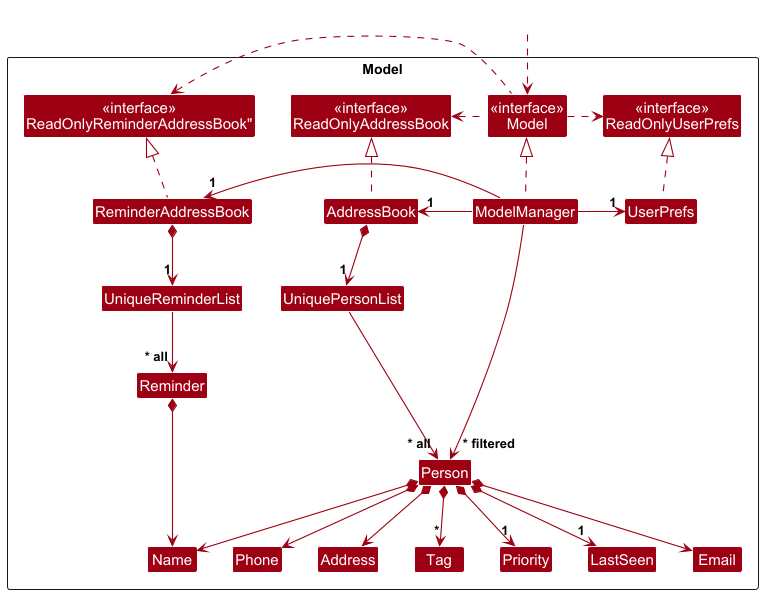 Model
«interface»
ReadOnlyReminderAddressBook"
«interface»
ReadOnlyAddressBook
«interface»
Model
«interface»
ReadOnlyUserPrefs
1
ReminderAddressBook
AddressBook
1
ModelManager
1
UserPrefs
1
UniqueReminderList
1
UniquePersonList
* all
Reminder
* all
* filtered
Person
*
1
1
Name
Phone
Address
Tag
Priority
LastSeen
Email